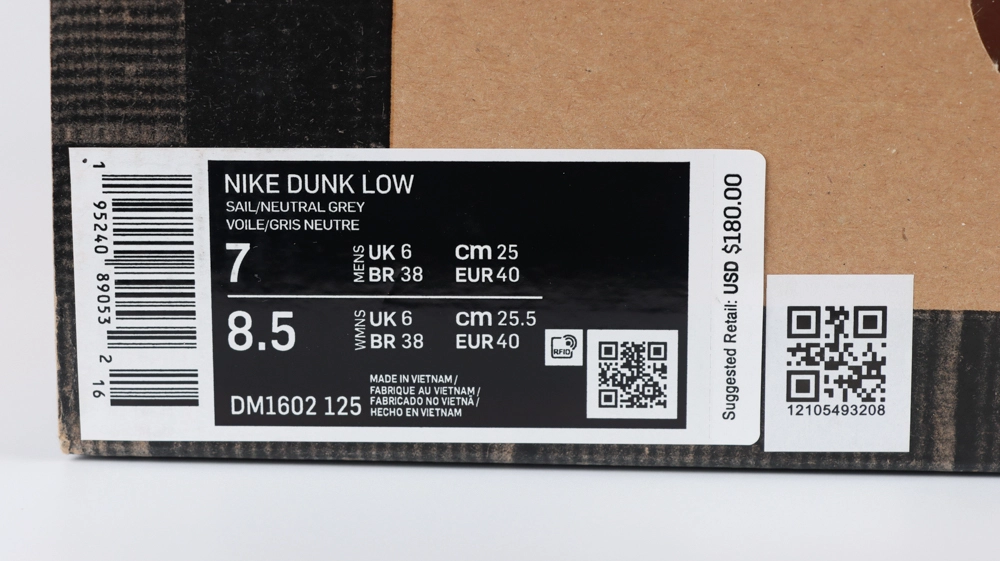 1
95240
89053
2
16
NIKE DUNK LOW
SAIL/NEUTRAL GREY
VOILE/GRIS NEUTRE
7
MENS
UK 6
cm 25
BR 38
EUR 40
8.5
WMNS
UK 6
cm 25.5
BR 38
EUR 40
RFID
DM1602 125
MADE IN VIETNAM /
FABRIQUE AU VIETNAM /
FABRICADO NO VIETNÃ /
HECHO EN VIETNAM
Suggested Retail: USD $180.00
12105493208